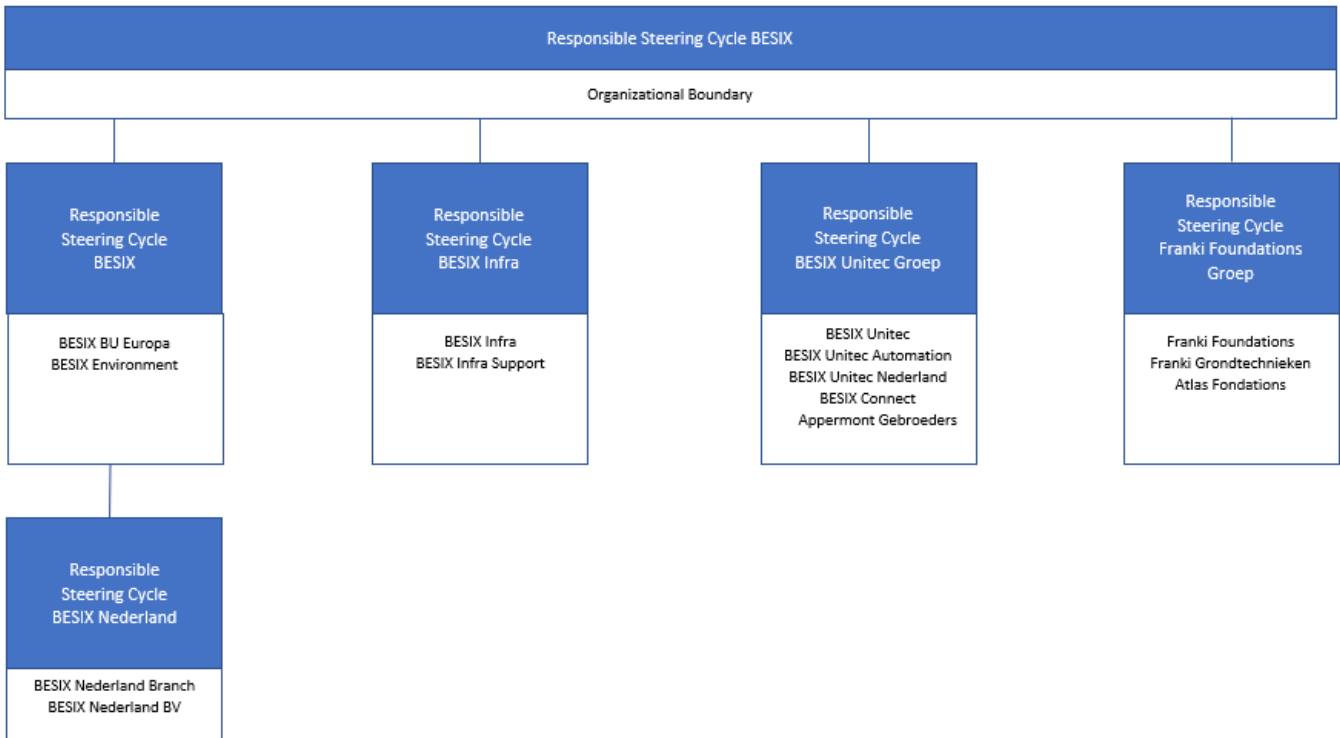 Responsible Steering Cycle BESIX
Organizational Boundary
Responsible
Steering Cycle
BESIX
BESIX BU Europa
BESIX Environment
Responsible
Steering Cycle
BESIX Infra
BESIX Infra
BESIX Infra Support
Responsible
Steering Cycle
BESIX Unitec Groep
BESIX Unitec
BESIX Unitec Automation
BESIX Unitec Nederland
BESIX Connect
Appermont Gebroeders
Responsible
Steering Cycle
Franki Foundations
Groep
Franki Foundations
Franki Grondtechnieken
Atlas Fondations
Responsible
Steering Cycle
BESIX Nederland
BESIX Nederland Branch
BESIX Nederland BV